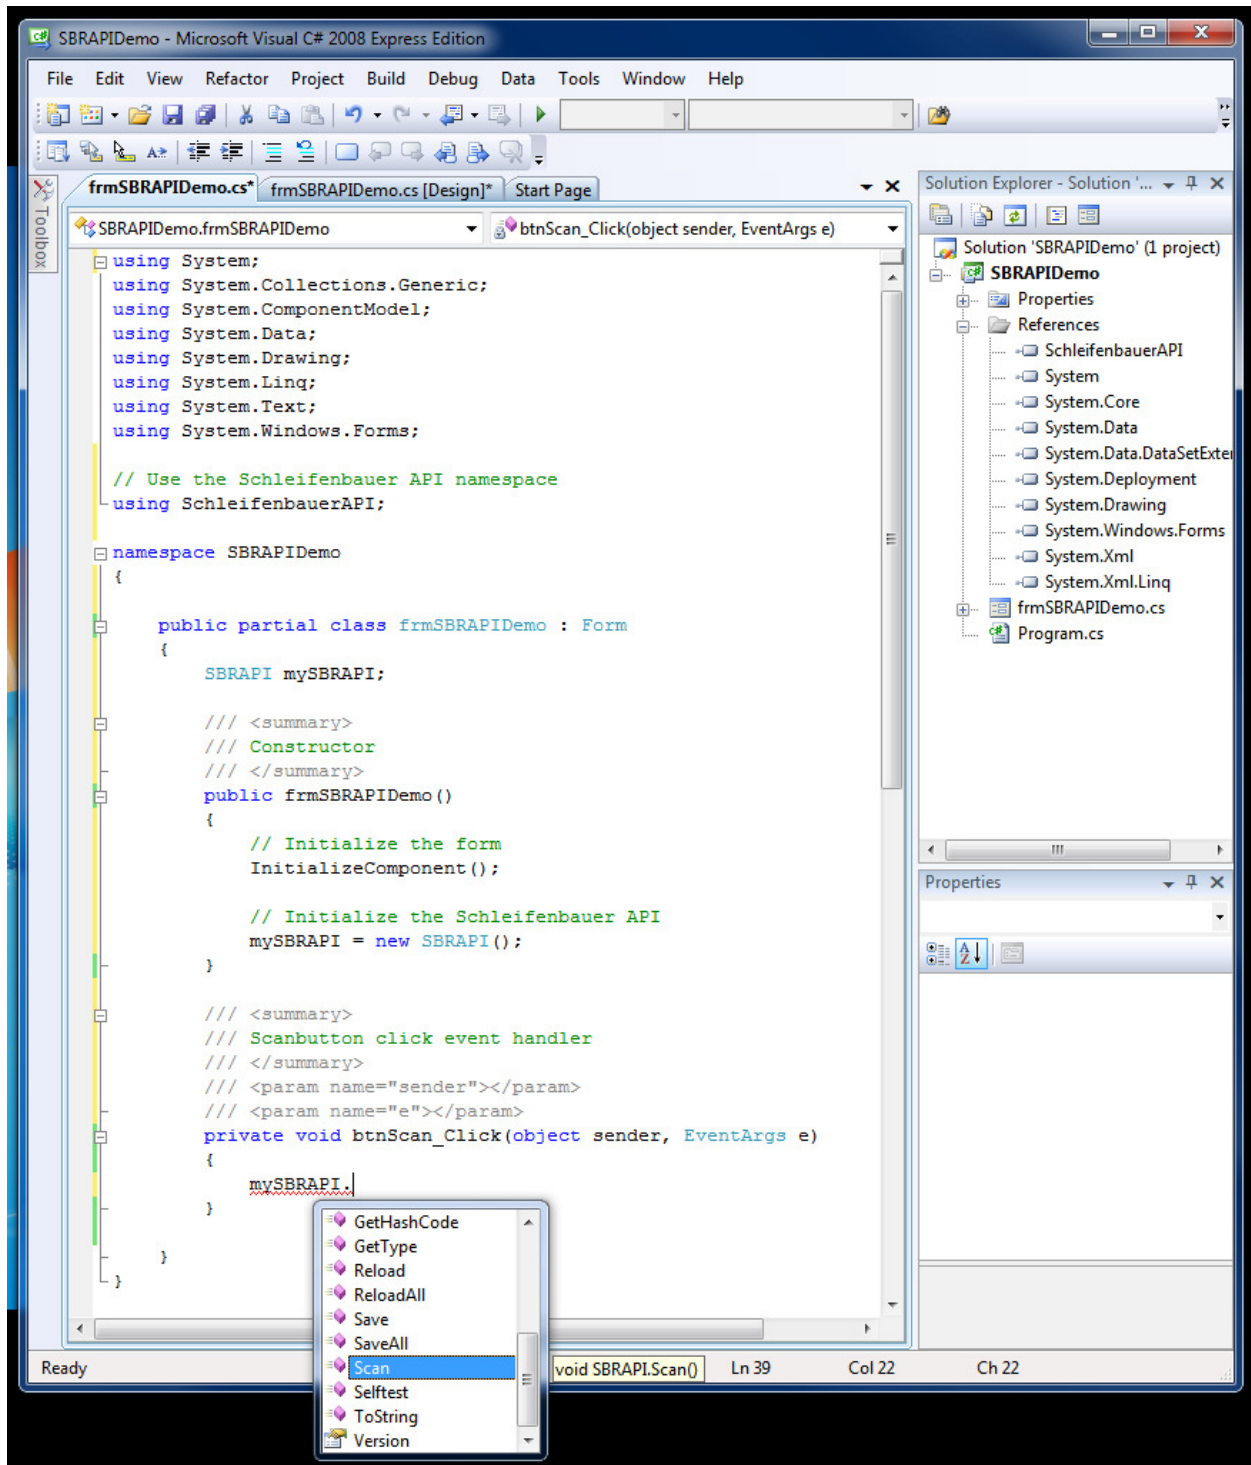 SBRAPIDemo - Microsoft Visual C# 2008 Express Edition
File Edit View Refactor Project Build Debug Data Tools Window Help
Toolbox
frmSBRAPIDemo.cs* frmSBRAPIDemo.cs [Design]* Start Page
SBRAPIDemo.frmSBRAPIDemo btnScan_Click(object sender, EventArgs e)
using System;
using System.Collections.Generic;
using System.ComponentModel;
using System.Data;
using System.Drawing;
using System.Linq;
using System.Text;
using System.Windows.Forms;
// Use the Schleifenbauer API namespace
using SchleifenbauerAPI;
namespace SBRAPIDemo
{
public partial class frmSBRAPIDemo : Form
{
SBRAPI mySBRAPI;
/// <summary>
/// Constructor
/// </summary>
public frmSBRAPIDemo()
{
// Initialize the form
InitializeComponent();
// Initialize the Schleifenbauer API
mySBRAPI = new SBRAPI();
}
/// <summary>
/// Scanbutton click event handler
/// </summary>
/// <param name="sender"></param>
/// <param name="e"></param>
private void btnScan_Click(object sender, EventArgs e)
{
mySBRAPI.
}
}
}
GetHashCode
GetType
Reload
ReloadAll
Save
SaveAll
Scan
Selftest
ToString
Version
void SBRAPI.Scan()
Solution Explorer - Solution '...
Solution 'SBRAPIDemo' (1 project)
SBRAPIDemo
Properties
References
SchleifenbauerAPI
System
System.Core
System.Data
System.Data.DataSetExter
System.Deployment
System.Drawing
System.Windows.Forms
System.Xml
System.Xml.Linq
frmSBRAPIDemo.cs
Program.cs
Properties
Ready Ln 39 Col 22 Ch 22